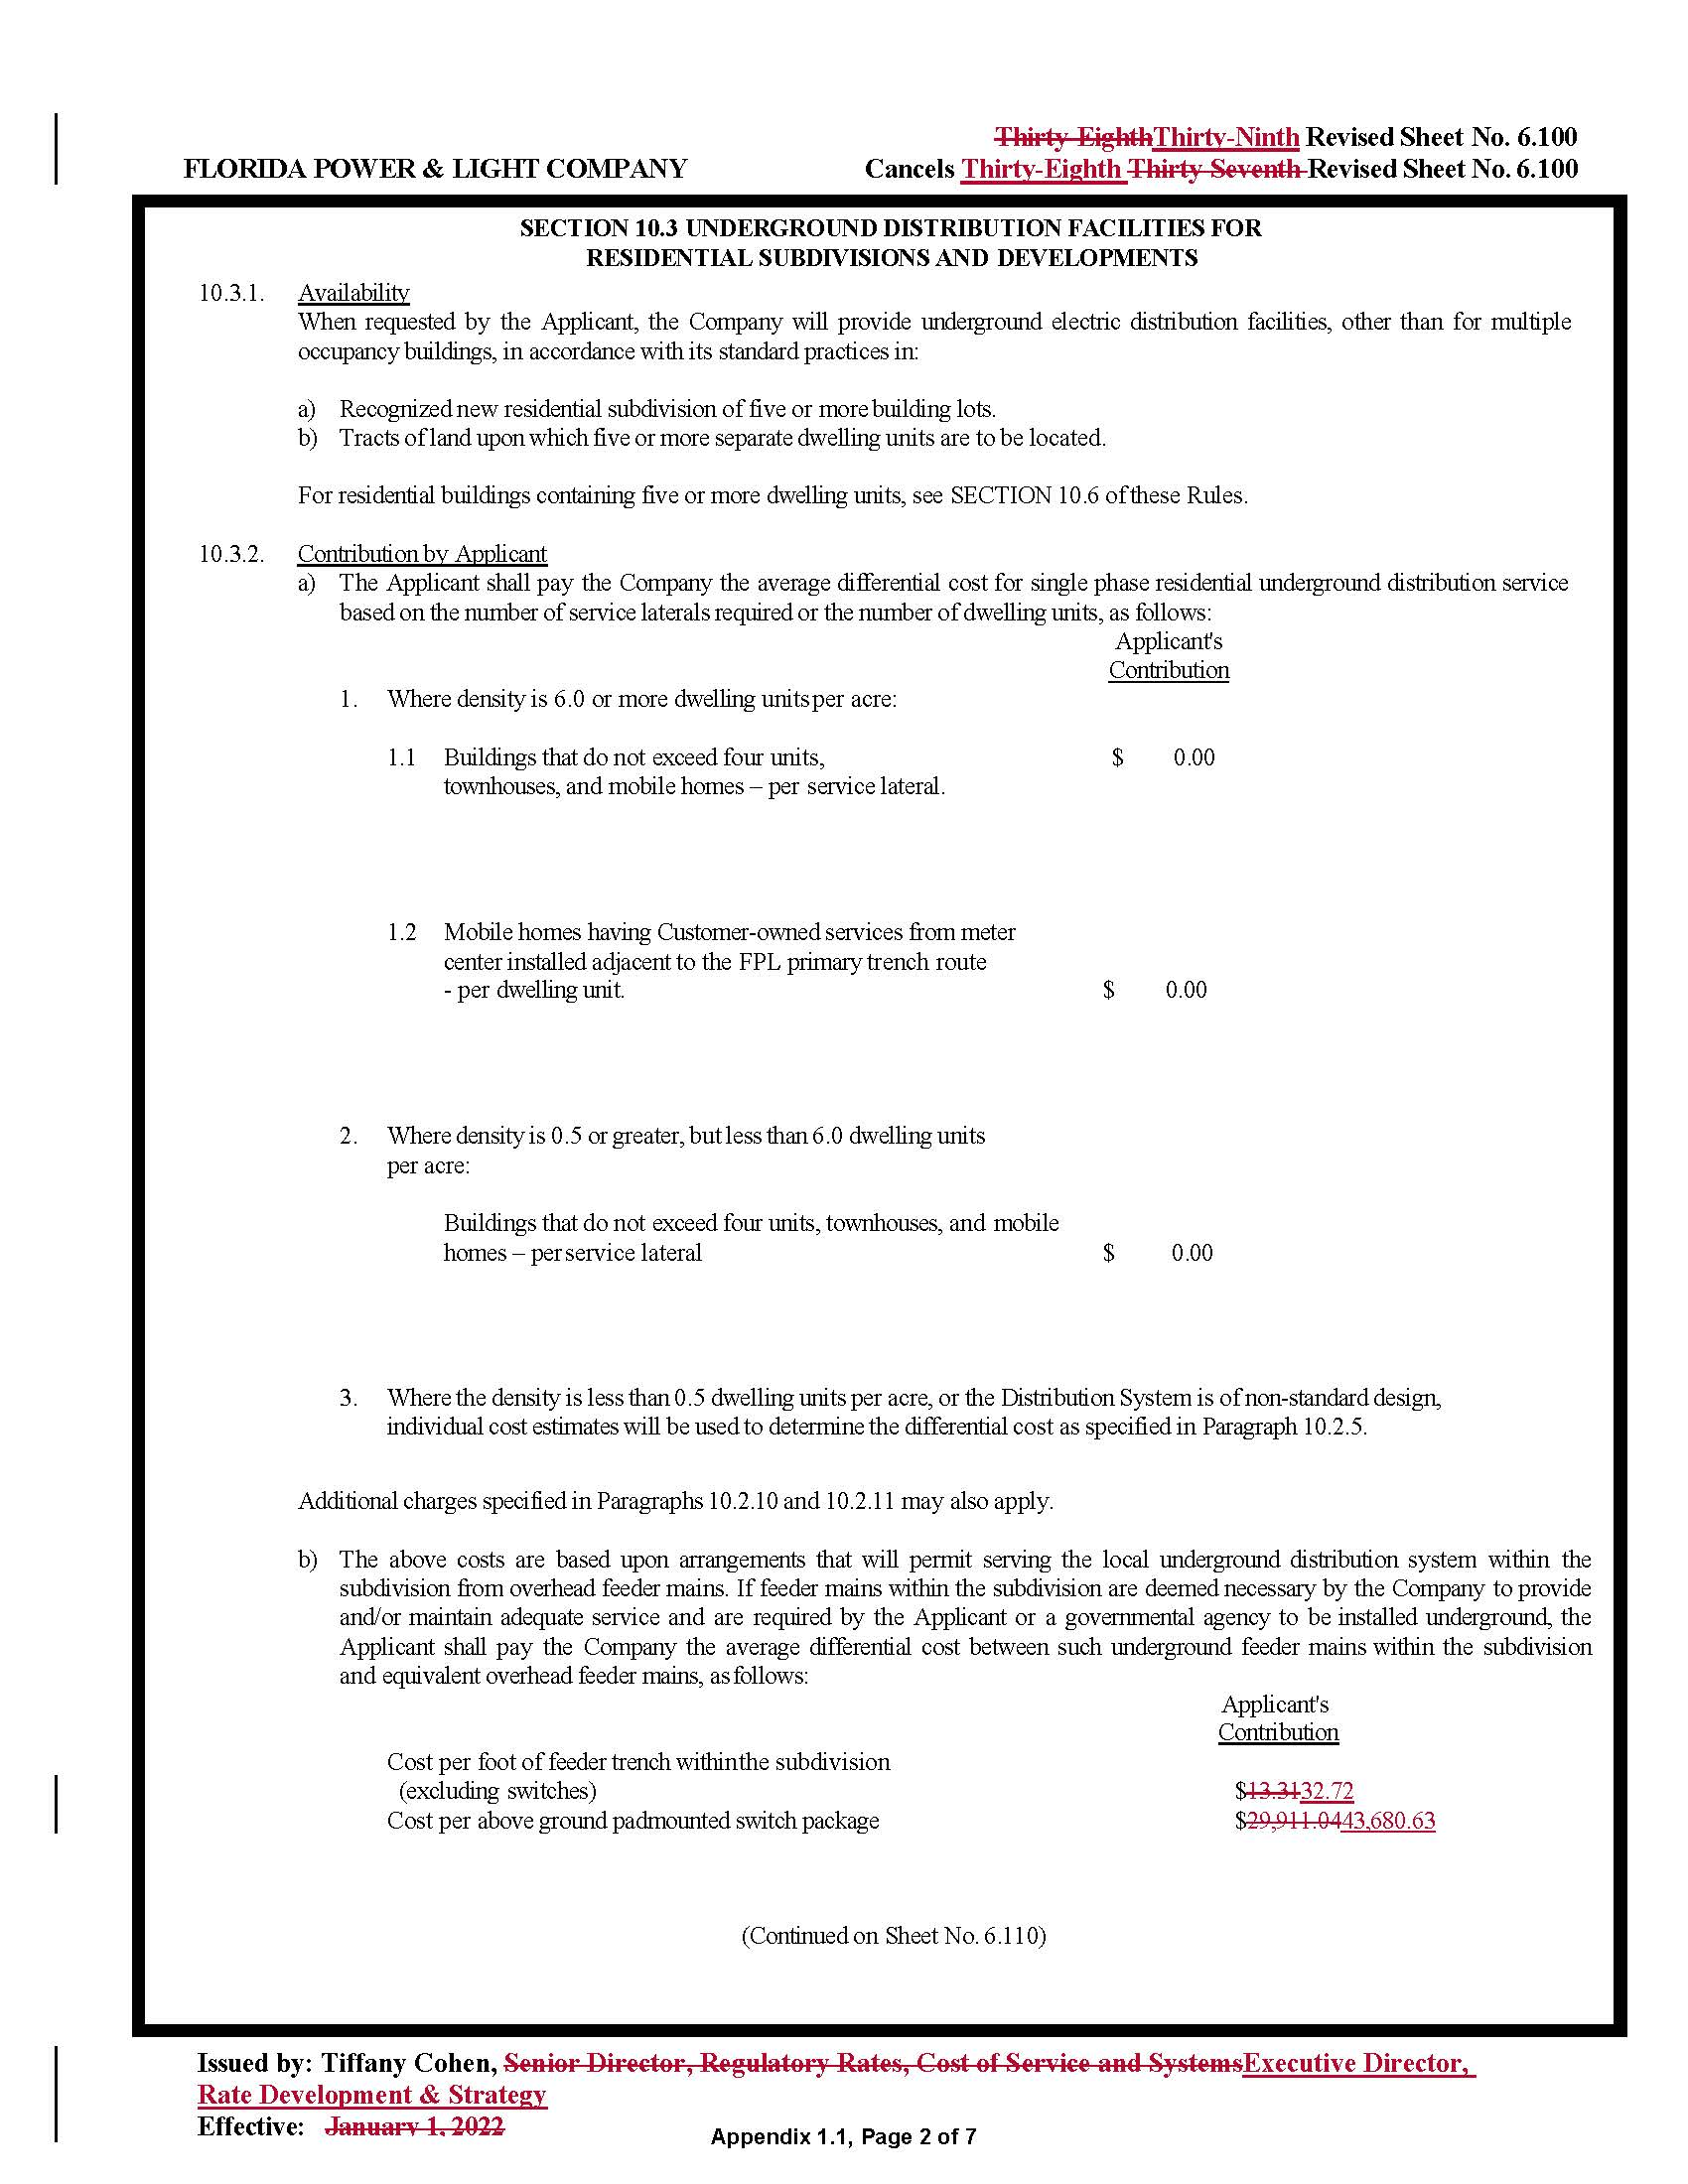 Thirty-EighthThirty-Ninth Revised Sheet No. 6.100
FLORIDA POWER & LIGHT COMPANY Cancels Thirty-Eighth Thirty-Seventh Revised Sheet No. 6.100
SECTION 10.3 UNDERGROUND DISTRIBUTION FACILITIES FOR
RESIDENTIAL SUBDIVISIONS AND DEVELOPMENTS
10.3.1. Availability
When requested by the Applicant, the Company will provide underground electric distribution facilities, other than for multiple
occupancy buildings, in accordance with its standard practices in:
a) Recognized new residential subdivision of five or more building lots.
b) Tracts of land upon which five or more separate dwelling units are to be located.
For residential buildings containing five or more dwelling units, see SECTION 10.6 of these Rules.
10.3.2. Contribution by Applicant
a) The Applicant shall pay the Company the average differential cost for single phase residential underground distribution service
based on the number of service laterals required or the number of dwelling units, as follows:
Applicant's
Contribution
1. Where density is 6.0 or more dwelling units per acre:
1.1 Buildings that do not exceed four units, $ 0.00
townhouses, and mobile homes – per service lateral.
1.2 Mobile homes having Customer-owned services from meter
center installed adjacent to the FPL primary trench route
- per dwelling unit. $ 0.00
2. Where density is 0.5 or greater, but less than 6.0 dwelling units
per acre:
Buildings that do not exceed four units, townhouses, and mobile
homes – per service lateral $ 0.00
3. Where the density is less than 0.5 dwelling units per acre, or the Distribution System is of non-standard design,
individual cost estimates will be used to determine the differential cost as specified in Paragraph 10.2.5.
Additional charges specified in Paragraphs 10.2.10 and 10.2.11 may also apply.
b) The above costs are based upon arrangements that will permit serving the local underground distribution system within the
subdivision from overhead feeder mains. If feeder mains within the subdivision are deemed necessary by the Company to provide
and/or maintain adequate service and are required by the Applicant or a governmental agency to be installed underground, the
Applicant shall pay the Company the average differential cost between such underground feeder mains within the subdivision
and equivalent overhead feeder mains, as follows:
Applicant's
Contribution
Cost per foot of feeder trench within the subdivision
(excluding switches) $13.3132.72
Cost per above ground padmounted switch package $29,911.0443,680.63
(Continued on Sheet No. 6.110)
Issued by: Tiffany Cohen, Senior Director, Regulatory Rates, Cost of Service and SystemsExecutive Director,
Rate Development & Strategy
Effective: January 1, 2022
Appendix 1.1, Page 2 of 7